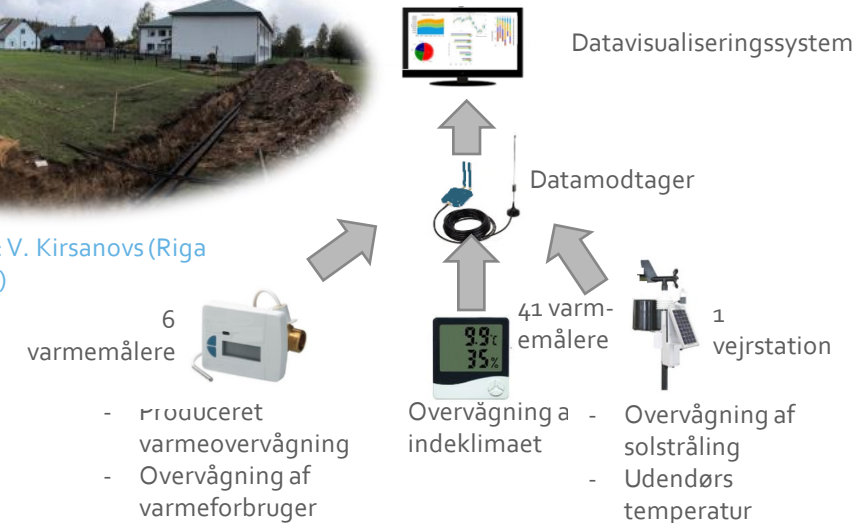 Datavisualiseringssystem
Datamodtager
V. Kirsanovs (Riga
)
6
varmemålere
41 varm-
emålere
1
vejrstation
9.9°C
35%
- Produceret
varmeovervågning
- Overvågning af
varmeforbruger
Overvågning a
indeklimaet
- Overvågning af
solstråling
- Udendørs
temperatur